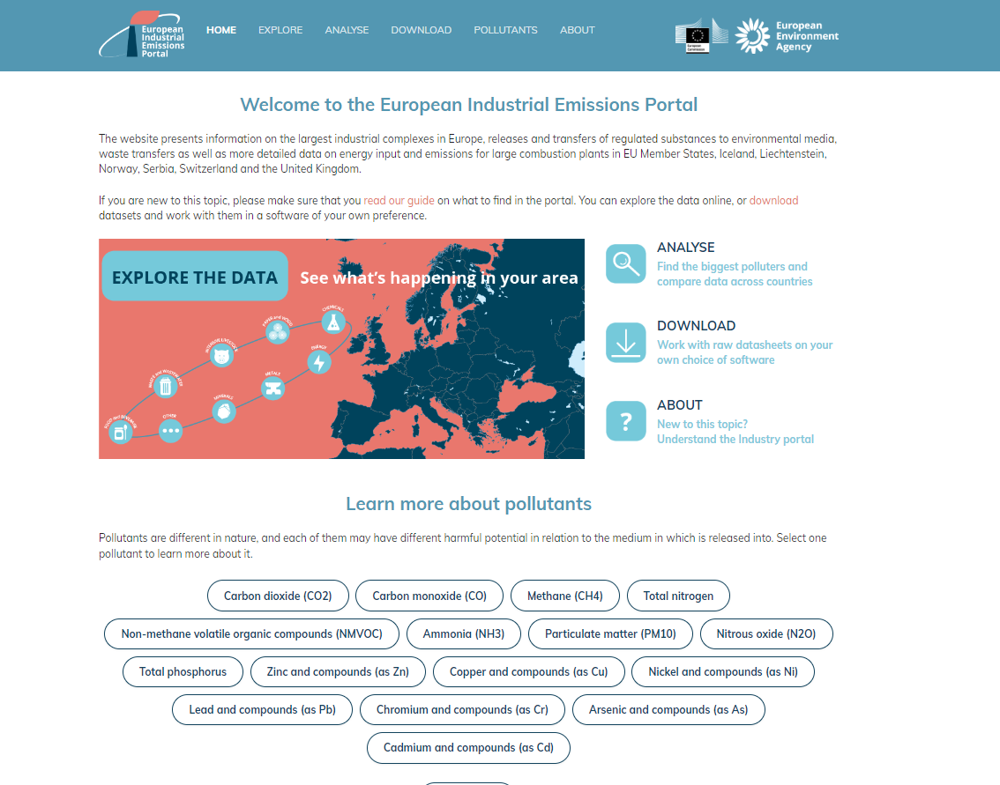 European
Industrial
Emissions
Portal
HOME EXPLORE ANALYSE DOWNLOAD POLLUTANTS ABOUT
European
Commission
European
Environment
Agency
Welcome to the European Industrial Emissions Portal
The website presents information on the largest industrial complexes in Europe, releases and transfers of regulated substances to environmental media,
waste transfers as well as more detailed data on energy input and emissions for large combustion plants in EU Member States, Iceland, Liechtenstein,
Norway, Serbia, Switzerland and the United Kingdom.
If you are new to this topic, please make sure that you read our guide on what to find in the portal. You can explore the data online, or download
datasets and work with them in a software of your own preference.
EXPLORE THE DATA
See what's happening in your area
CHEMICALS
PAPER and WOOD
INTENSIVE LIVESTOCK
ENERGY
WASTE and WASTEWATER
METALS
MINERALS
FOOD and BEVERAGE
OTHER
ANALYSE
Find the biggest polluters and
compare data across countries
DOWNLOAD
Work with raw datasheets on your
own choice of software
?
ABOUT
New to this topic?
Understand the Industry portal
Learn more about pollutants
Pollutants are different in nature, and each of them may have different harmful potential in relation to the medium in which is released into. Select one
pollutant to learn more about it.
Carbon dioxide (CO2) Carbon monoxide (CO) Methane (CH4) Total nitrogen
Non-methane volatile organic compounds (NMVOC) Ammonia (NH3) Particulate matter (PM10) Nitrous oxide (N2O)
Total phosphorus Zinc and compounds (as Zn) Copper and compounds (as Cu) Nickel and compounds (as Ni)
Lead and compounds (as Pb) Chromium and compounds (as Cr) Arsenic and compounds (as As)
Cadmium and compounds (as Cd)